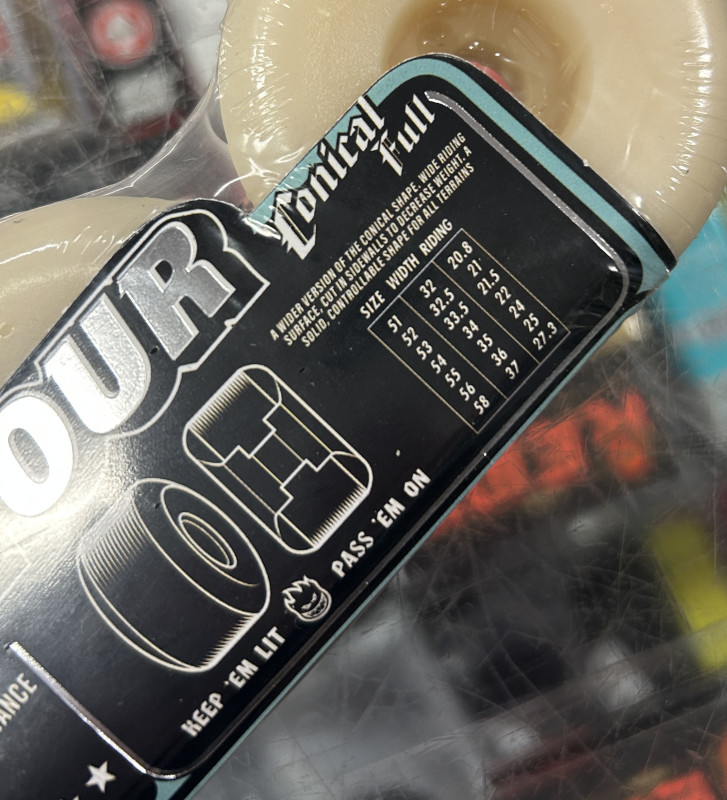 Conical
Full
A WIDER VERSION OF THE CONICAL SHAPE. WIDE RIDING
SURFACE, CUT IN SIDEWALLS TO DECREASE WEIGHT. A
SOLID, CONTROLLABLE SHAPE FOR ALL TERRAINS
SIZE WIDTH RIDING
51 32 20.8
52 32.5 21
53 33.5 21.5
54 34 22
55 35 24
56 36 25
58 37 27.3
OUR
KEEP 'EM LIT PASS 'EM ON
ANCE